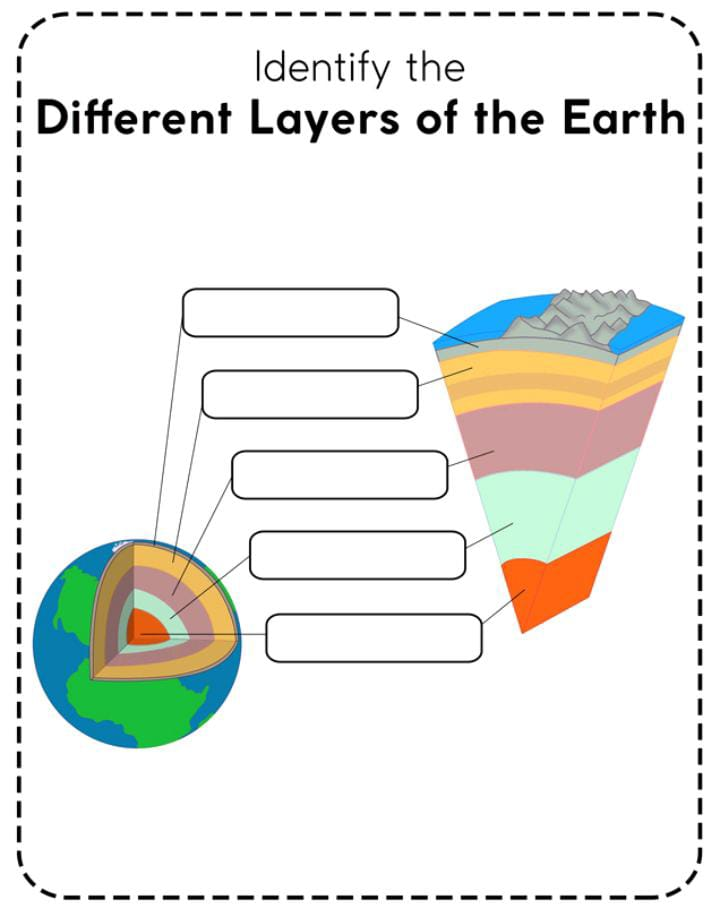 Identify the
Different Layers of the Earth